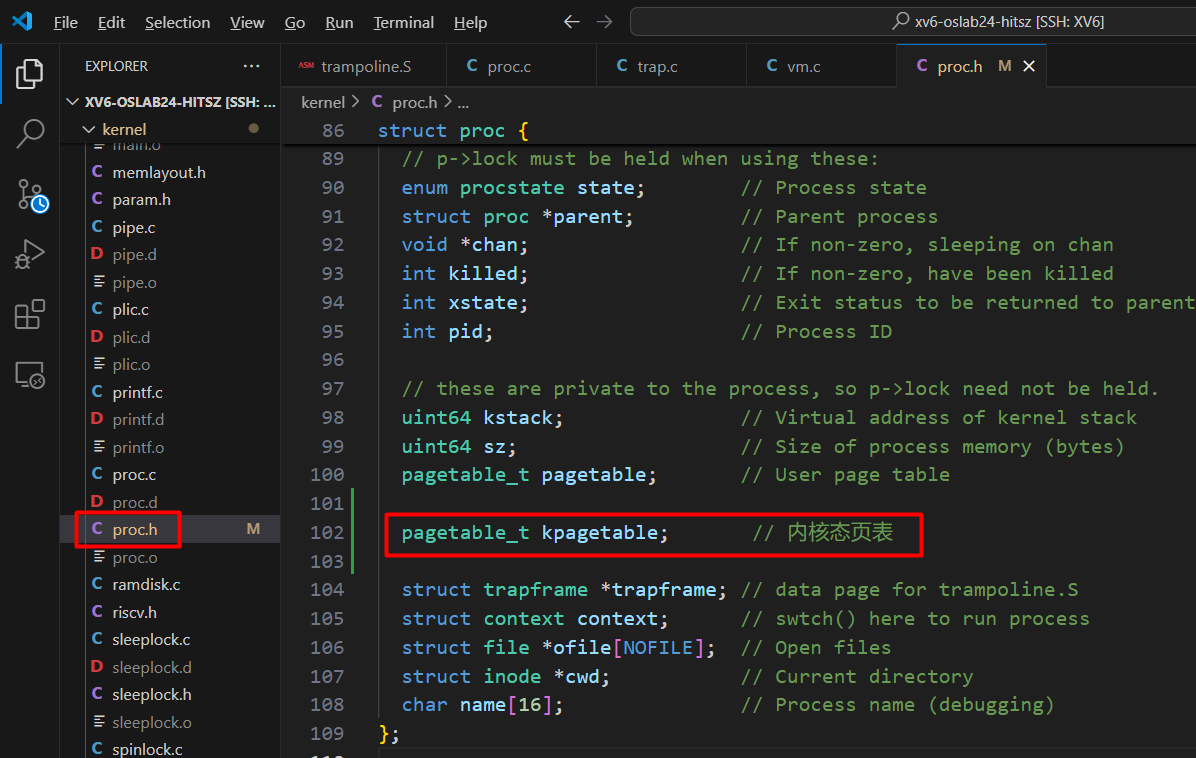 File Edit Selection View Go Run Terminal Help ← → xv6-oslab24-hitsz [SSH: XV6]
EXPLORER ...
ASM trampoline.S C proc.c C trap.c C vm.c C proc.h M ×
XV6-OSLAB24-HITSZ [SSH: ...
kernel > C proc.h > ...
kernel
main.o
C memlayout.h
C param.h
C pipe.c
D pipe.d
pipe.o
C plic.c
D plic.d
plic.o
C printf.c
D printf.d
printf.o
C proc.c
D proc.d
C proc.h M
proc.o
C ramdisk.c
C riscv.h
C sleeplock.c
D sleeplock.d
C sleeplock.h
sleeplock.o
C spinlock.c
86 struct proc {
89 // p->lock must be held when using these:
90 enum procstate state; // Process state
91 struct proc *parent; // Parent process
92 void *chan; // If non-zero, sleeping on chan
93 int killed; // If non-zero, have been killed
94 int xstate; // Exit status to be returned to parent
95 int pid; // Process ID
96
97 // these are private to the process, so p->lock need not be held.
98 uint64 kstack; // Virtual address of kernel stack
99 uint64 sz; // Size of process memory (bytes)
100 pagetable_t pagetable; // User page table
101
102 pagetable_t kpagetable; // 内核态页表
103
104 struct trapframe *trapframe; // data page for trampoline.S
105 struct context context; // swtch() here to run process
106 struct file *ofile[NOFILE]; // Open files
107 struct inode *cwd; // Current directory
108 char name[16]; // Process name (debugging)
109 };